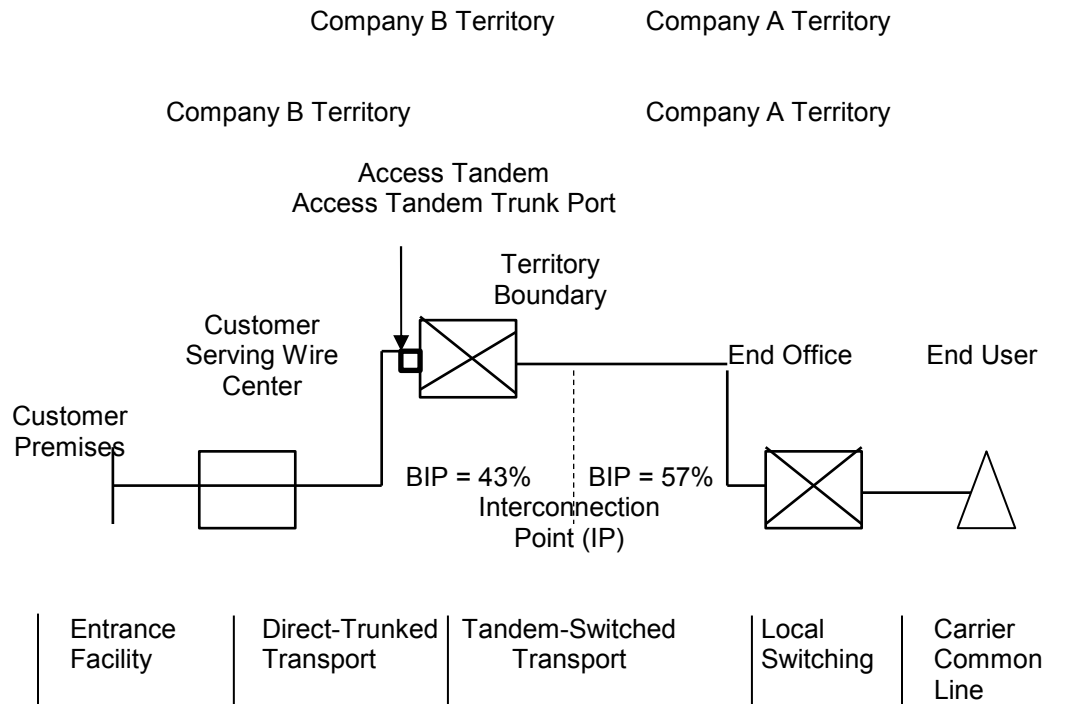 Company B Territory Company A Territory
Company B Territory Company A Territory
Access Tandem
Access Tandem Trunk Port
Territory
Boundary
Customer
Serving Wire
Center
End Office
End User
Customer
Premises
BIP = 43%
BIP = 57%
Interconnection
Point (IP)
Entrance
Facility
Direct-Trunked
Transport
Tandem-Switched
Transport
Local
Switching
Carrier
Common
Line